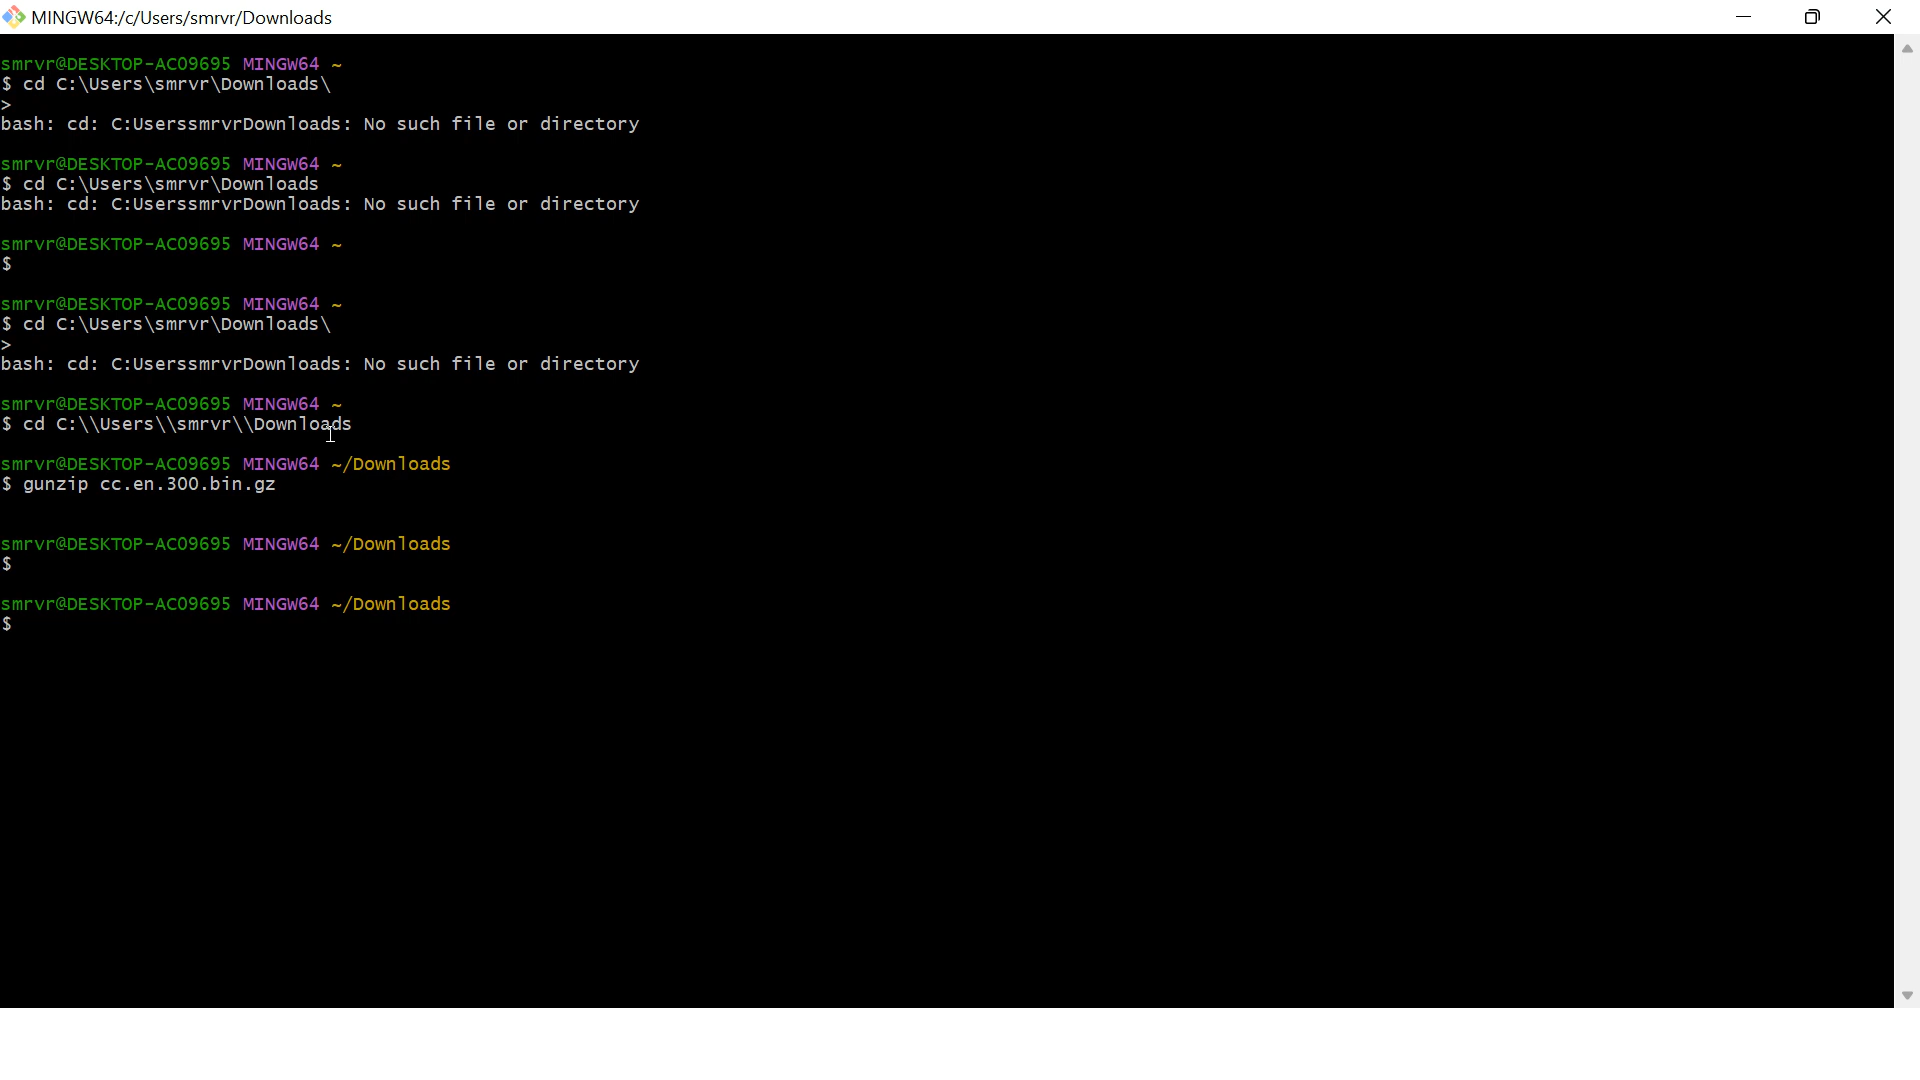 MINGW64:/c/Users/smrvr/Downloads
smrvr@DESKTOP-AC09695 MINGW64 ~
$ cd C:\Users\smrvr\Downloads\
>
bash: cd: C:UserssmrvrDownloads: No such file or directory
smrvr@DESKTOP-AC09695 MINGW64 ~
$ cd C:\Users\smrvr\Downloads
bash: cd: C:UserssmrvrDownloads: No such file or directory
smrvr@DESKTOP-AC09695 MINGW64 ~
$
smrvr@DESKTOP-AC09695 MINGW64 ~
$ cd C:\Users\smrvr\Downloads\
>
bash: cd: C:UserssmrvrDownloads: No such file or directory
smrvr@DESKTOP-AC09695 MINGW64 ~
$ cd C:\\Users\\smrvr\\Downloads
smrvr@DESKTOP-AC09695 MINGW64 ~/Downloads
$ gunzip cc.en.300.bin.gz
smrvr@DESKTOP-AC09695 MINGW64 ~/Downloads
$
smrvr@DESKTOP-AC09695 MINGW64 ~/Downloads
$